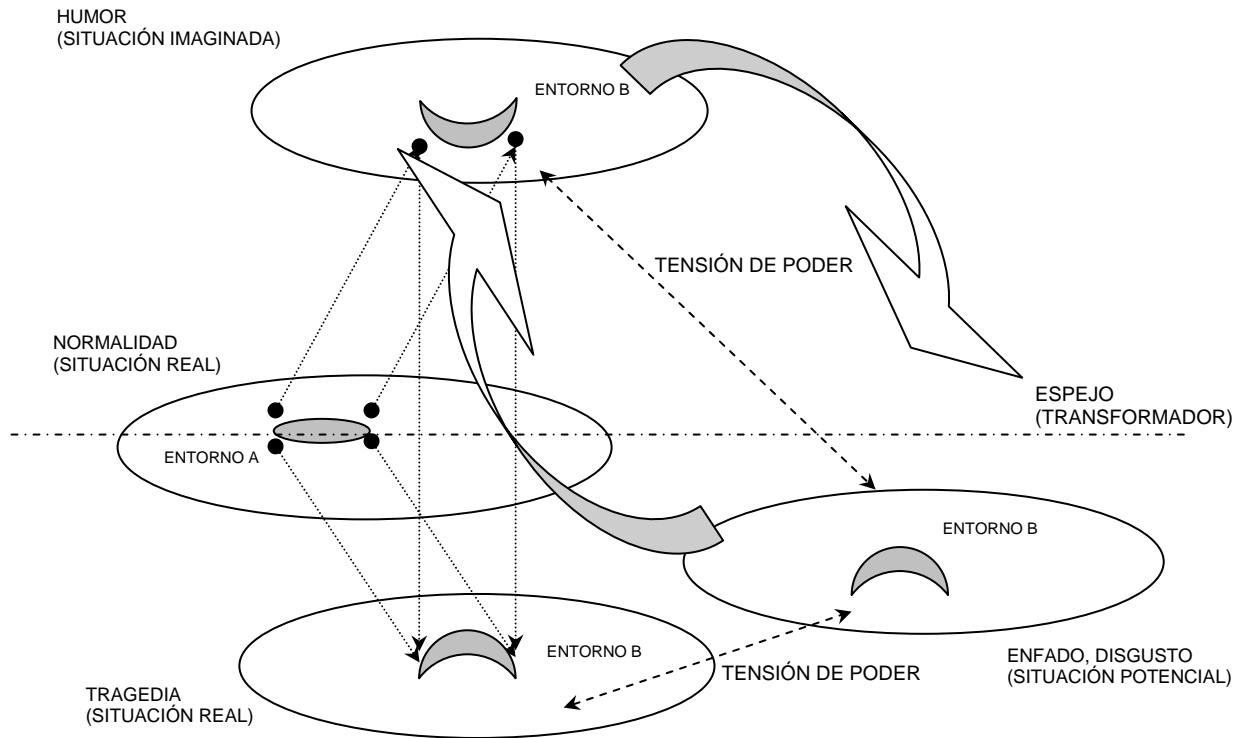 HUMOR
(SITUACIÓN IMAGINADA)
ENTORNO B
TENSIÓN DE PODER
NORMALIDAD
(SITUACIÓN REAL)
ESPEJO
(TRANSFORMADOR)
ENTORNO A
ENTORNO B
ENTORNO B
TENSIÓN DE PODER
ENFADO, DISGUSTO
(SITUACIÓN POTENCIAL)
TRAGEDIA
(SITUACIÓN REAL)